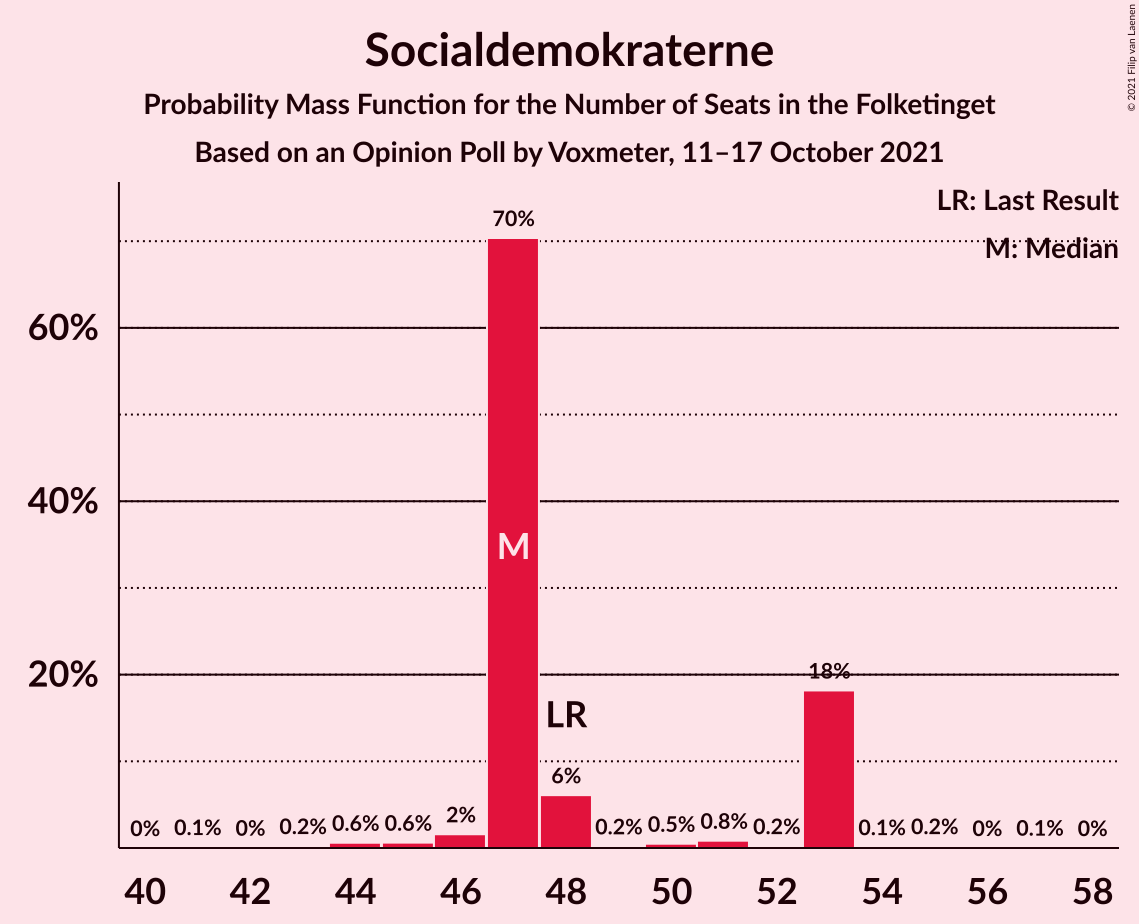 Socialdemokraterne
Probability Mass Function for the Number of Seats in the Folketinget
Based on an Opinion Poll by Voxmeter, 11–17 October 2021
© 2021 Filip van Laenen
LR: Last Result
M: Median
60%
40%
20%
0%
0.1%
0%
0.2%
0.6%
0.6%
2%
70%
M
LR
6%
0.2%
0.5%
0.8%
0.2%
18%
0.1%
0.2%
0%
0.1%
0%
40 42 44 46 48 50 52 54 56 58